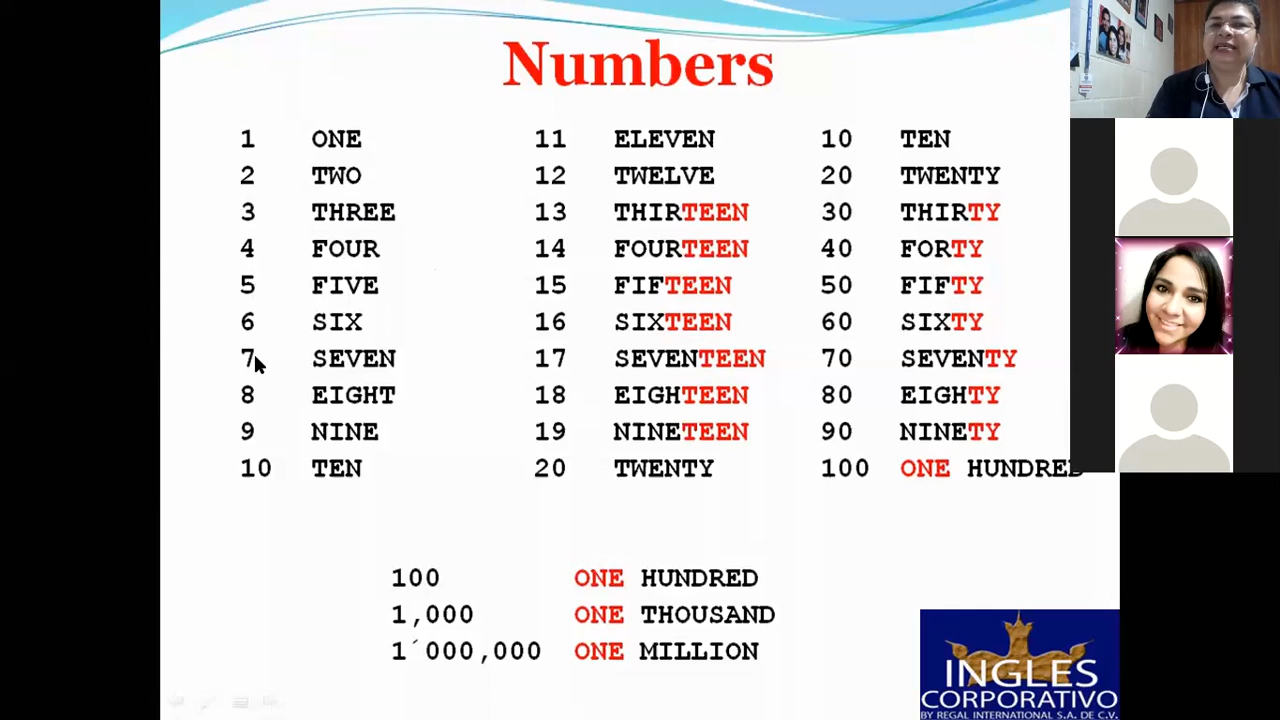 Numbers
1 ONE 11 ELEVEN 10 TEN
2 TWO 12 TWELVE 20 TWENTY
3 THREE 13 THIRTEEN 30 THIRTY
4 FOUR 14 FOURTEEN 40 FORTY
5 FIVE 15 FIFTEEN 50 FIFTY
6 SIX 16 SIXTEEN 60 SIXTY
7 SEVEN 17 SEVENTEEN 70 SEVENTY
8 EIGHT 18 EIGHTEEN 80 EIGHTY
9 NINE 19 NINETEEN 90 NINETY
10 TEN 20 TWENTY 100 ONE HUNDRED
100 ONE HUNDRED
1,000 ONE THOUSAND
1´000,000 ONE MILLION
INGLES
CORPORATIVO
BY REGAL INTERNATIONAL S.A. DE C.V.